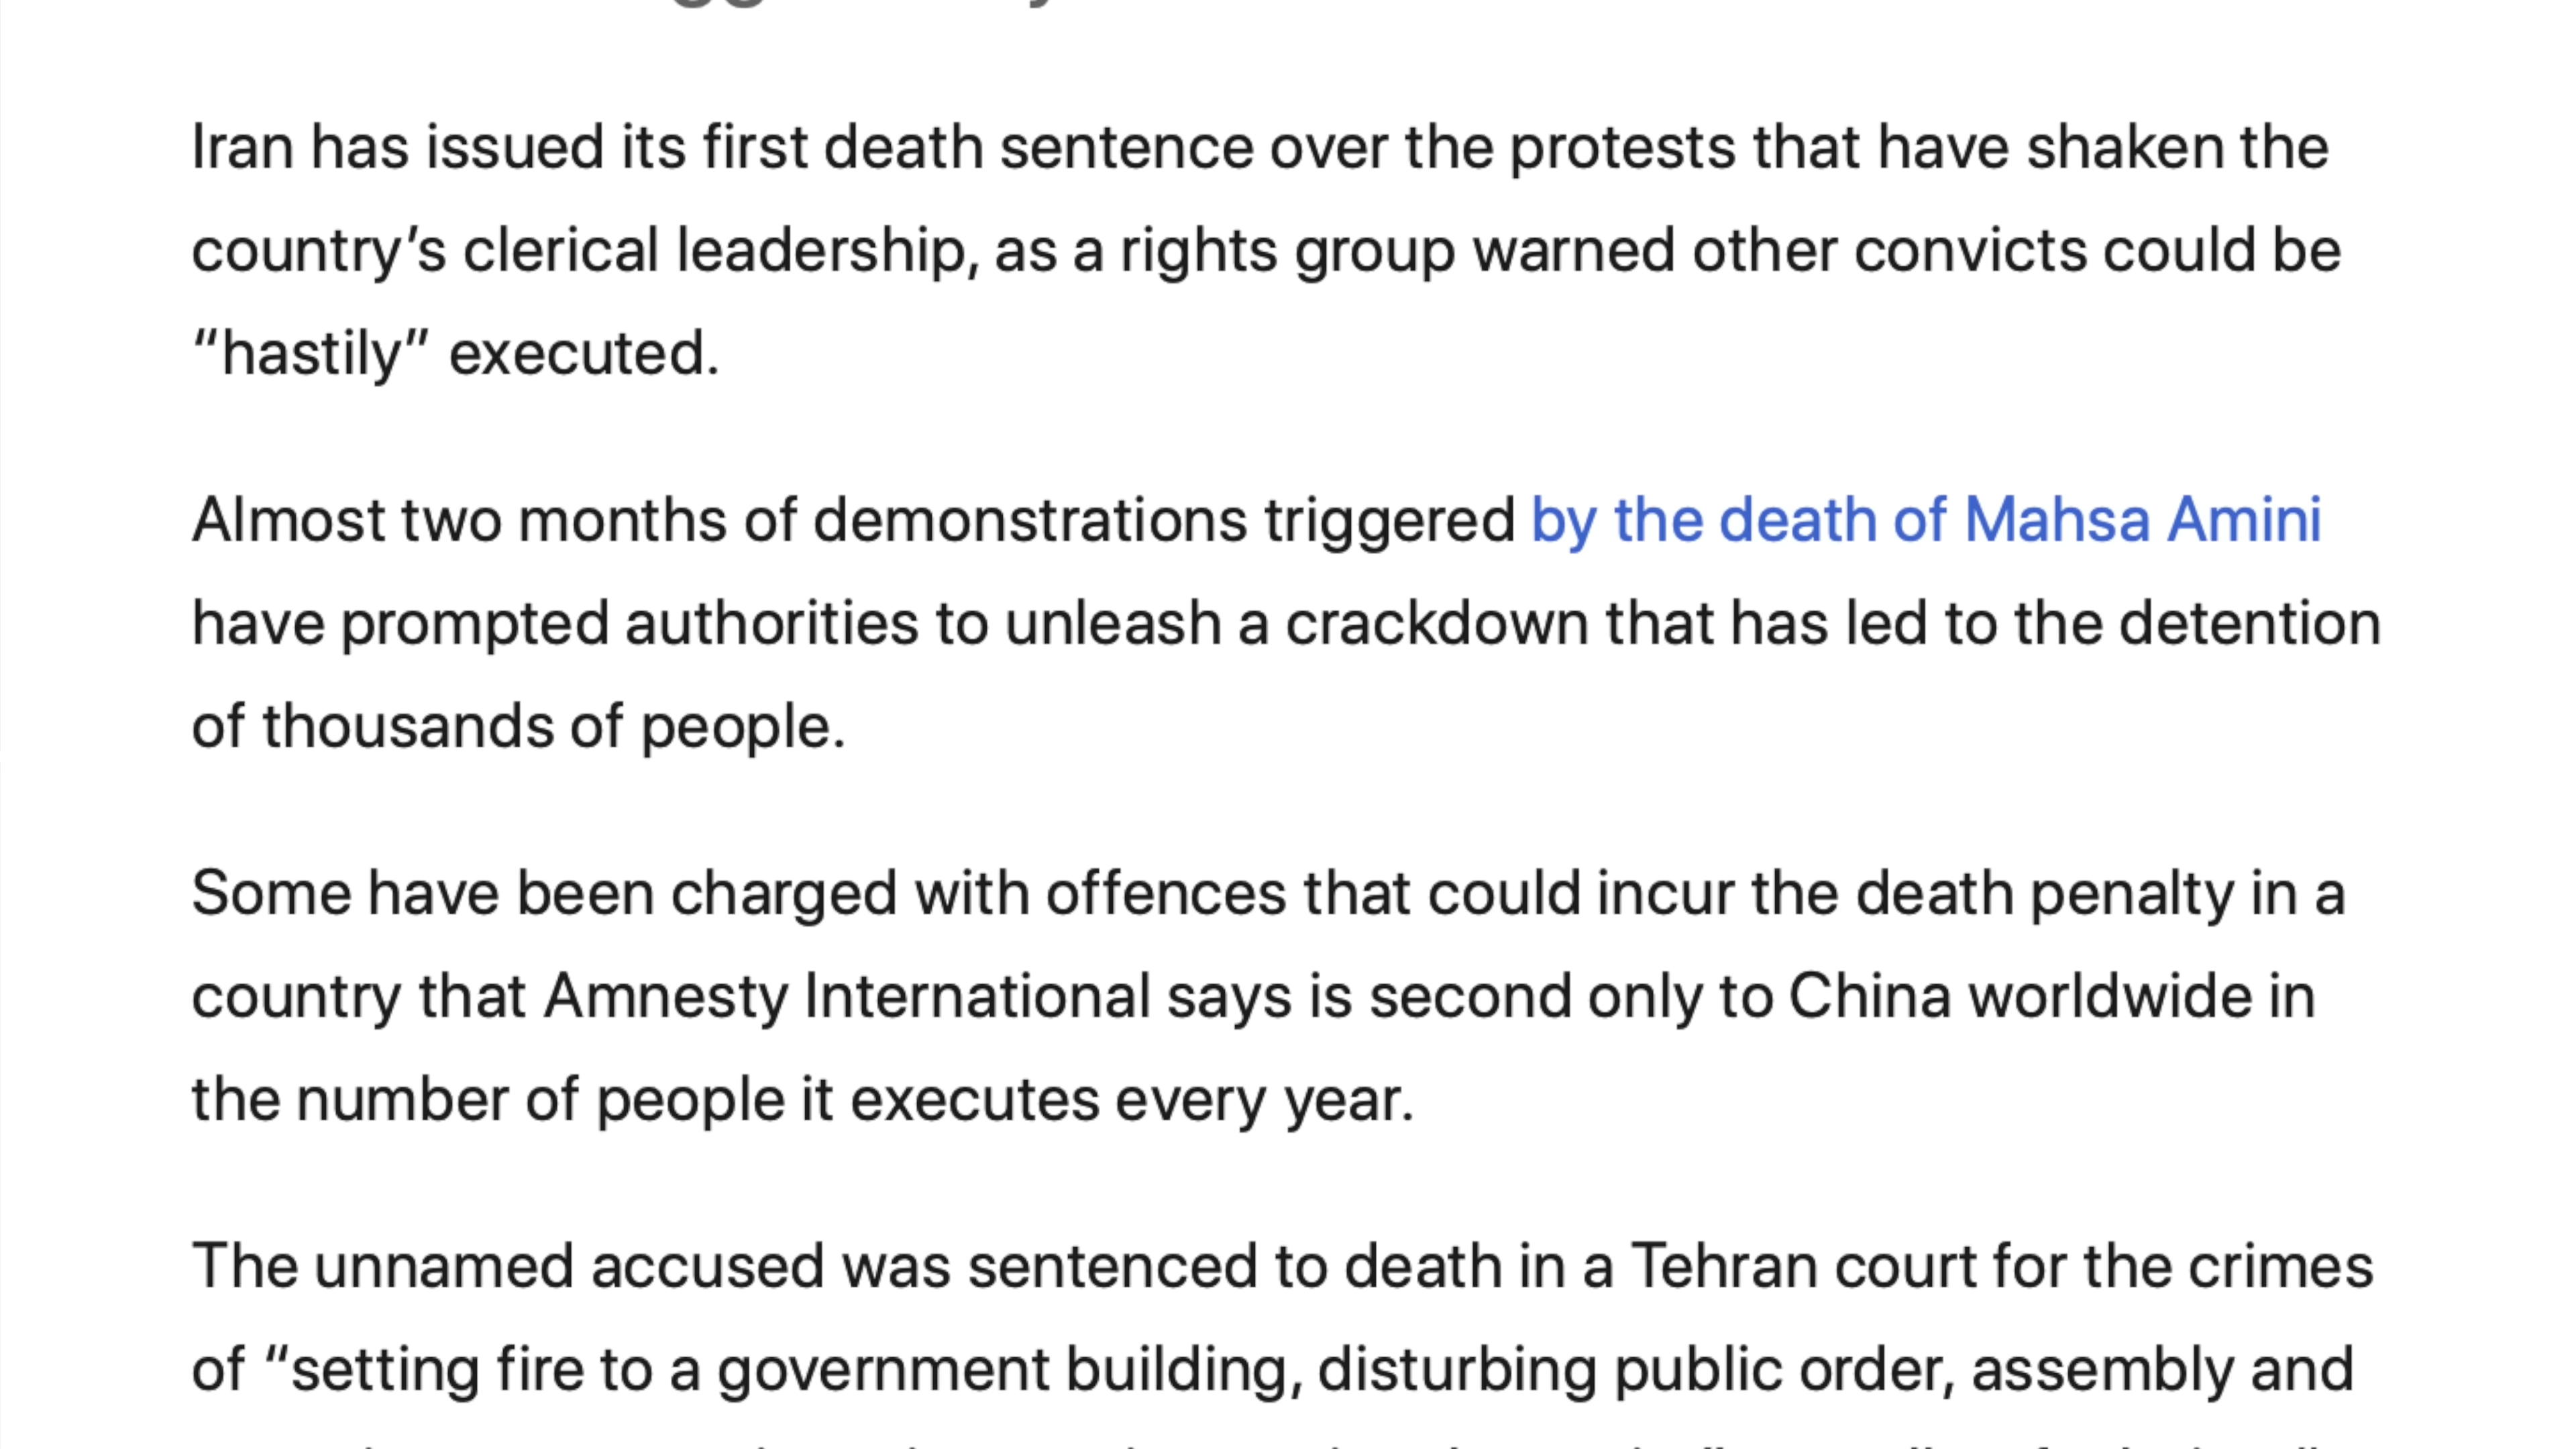 Iran has issued its first death sentence over the protests that have shaken the
country’s clerical leadership, as a rights group warned other convicts could be
“hastily” executed.
Almost two months of demonstrations triggered by the death of Mahsa Amini
have prompted authorities to unleash a crackdown that has led to the detention
of thousands of people.
Some have been charged with offences that could incur the death penalty in a
country that Amnesty International says is second only to China worldwide in
the number of people it executes every year.
The unnamed accused was sentenced to death in a Tehran court for the crimes
of “setting fire to a government building, disturbing public order, assembly and